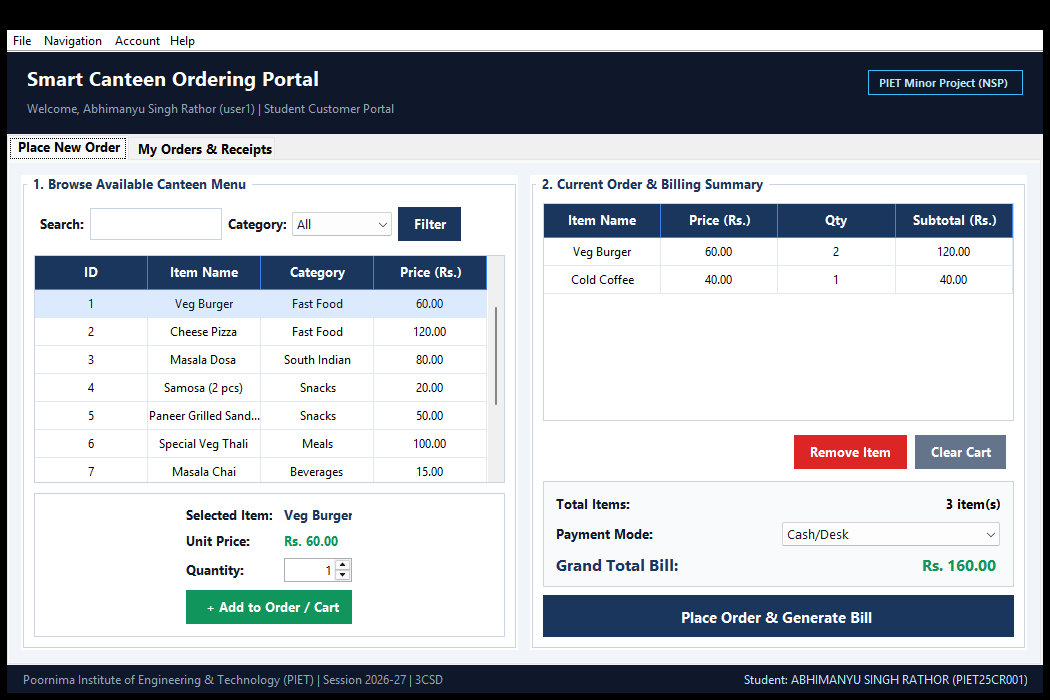 File Navigation Account Help
Smart Canteen Ordering Portal
Welcome, Abhimanyu Singh Rathor (user1) | Student Customer Portal
PIET Minor Project (NSP)
Place New Order My Orders & Receipts
1. Browse Available Canteen Menu
Search: Category: All Filter
ID Item Name Category Price (Rs.)
1 Veg Burger Fast Food 60.00
2 Cheese Pizza Fast Food 120.00
3 Masala Dosa South Indian 80.00
4 Samosa (2 pcs) Snacks 20.00
5 Paneer Grilled Sand... Snacks 50.00
6 Special Veg Thali Meals 100.00
7 Masala Chai Beverages 15.00
Selected Item: Veg Burger
Unit Price: Rs. 60.00
Quantity: 1
+ Add to Order / Cart
2. Current Order & Billing Summary
Item Name Price (Rs.) Qty Subtotal (Rs.)
Veg Burger 60.00 2 120.00
Cold Coffee 40.00 1 40.00
Remove Item Clear Cart
Total Items: 3 item(s)
Payment Mode: Cash/Desk
Grand Total Bill: Rs. 160.00
Place Order & Generate Bill
Poornima Institute of Engineering & Technology (PIET) | Session 2026-27 | 3CSD
Student: ABHIMANYU SINGH RATHOR (PIET25CR001)